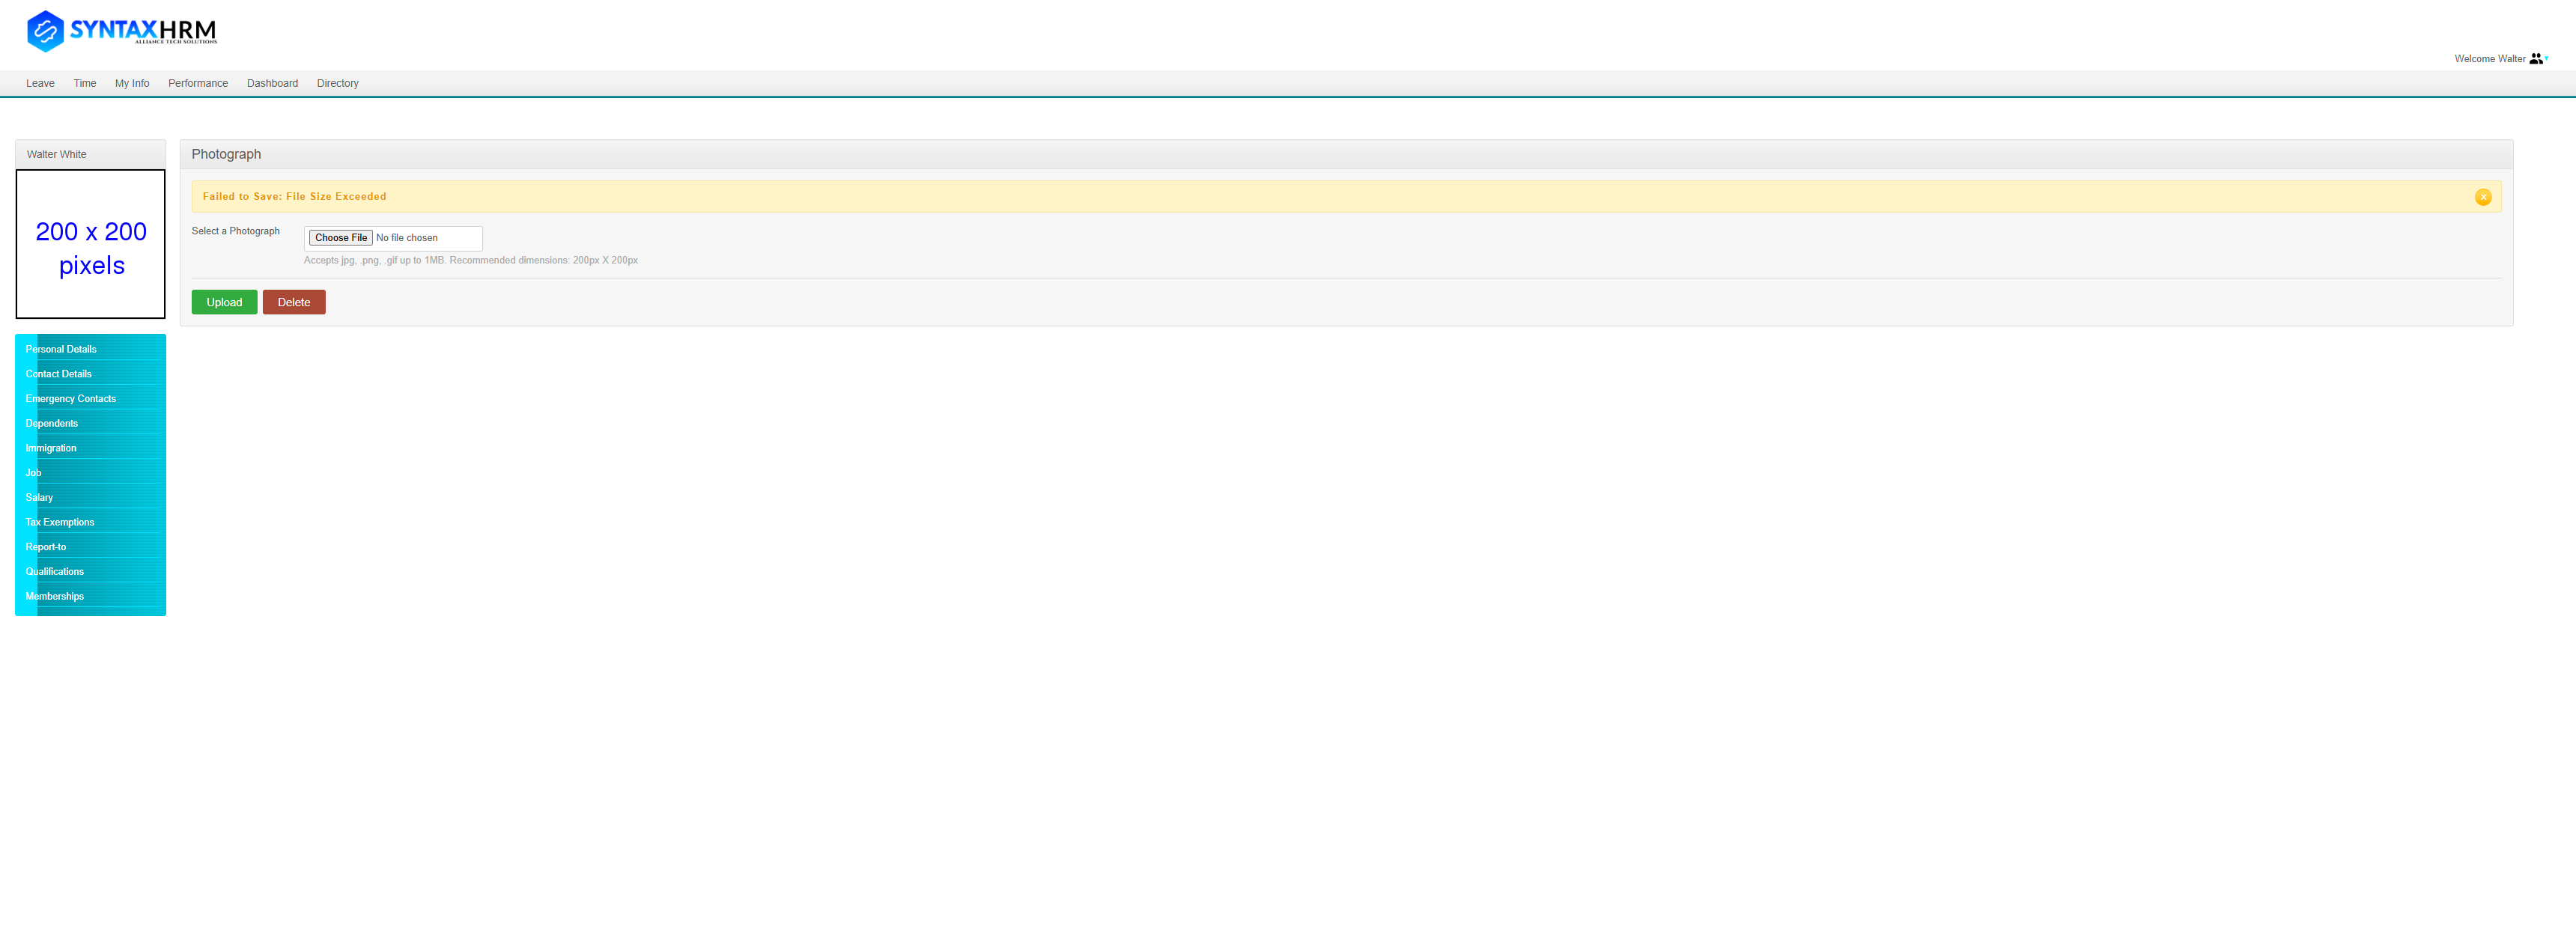 SYNTAXHRM
ALLIANCE TECH SOLUTIONS
Welcome Walter
Leave Time My Info Performance Dashboard Directory
Walter White
200 x 200
pixels
Personal Details
Contact Details
Emergency Contacts
Dependents
Immigration
Job
Salary
Tax Exemptions
Report-to
Qualifications
Memberships
Photograph
Failed to Save: File Size Exceeded
Select a Photograph Choose File No file chosen
Accepts jpg, .png, .gif up to 1MB. Recommended dimensions: 200px X 200px
Upload Delete